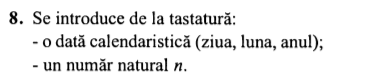 8. Se introduce de la tastatură:
- o dată calendaristică (ziua, luna, anul);
- un număr natural n.